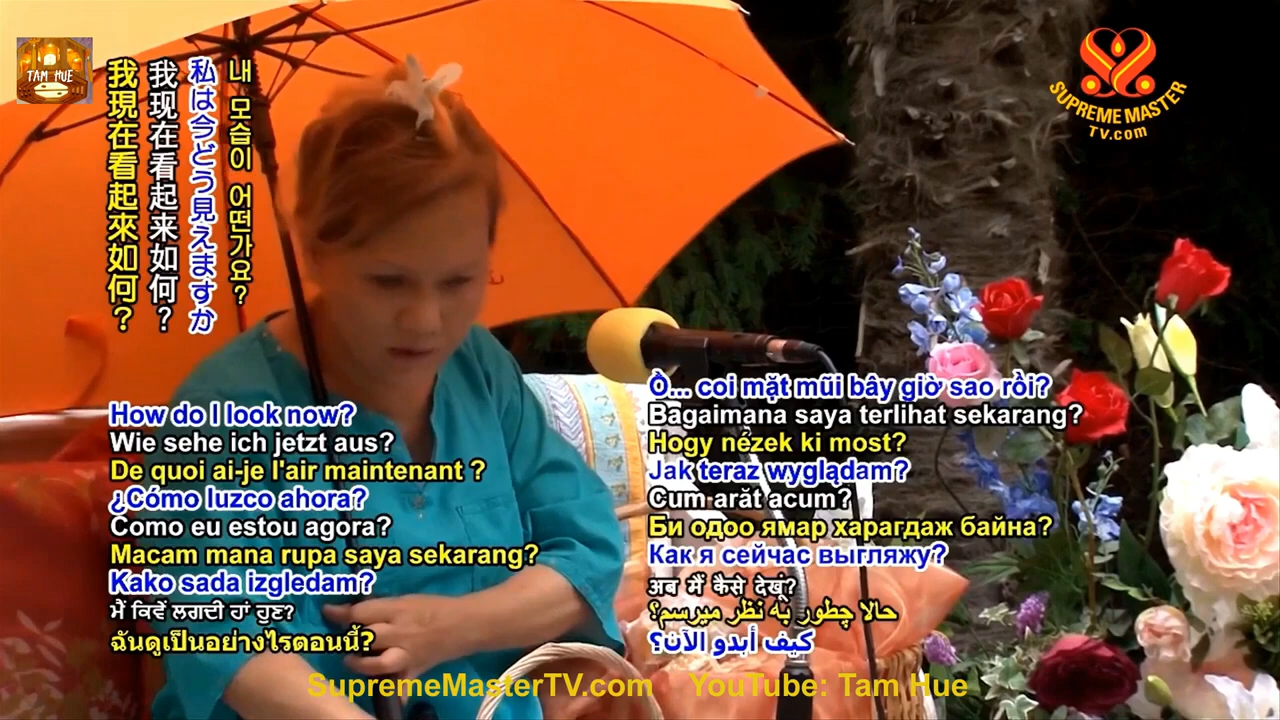 TAM HUE
SUPREME MASTER
TV.com
내 모습이 어떤가요?
私は今どう見えますか
我现在看起来如何？
我現在看起來如何？
How do I look now?
Wie sehe ich jetzt aus?
De quoi ai-je l'air maintenant ?
¿Cómo luzco ahora?
Como eu estou agora?
Macam mana rupa saya sekarang?
Kako sada izgledam?
ਮੈਂ ਕਿਵੇਂ ਲਗਦੀ ਹਾਂ ਹੁਣ?
ฉันดูเป็นอย่างไรตอนนี้?
Ồ... coi mặt mũi bây giờ sao rồi?
Bagaimana saya terlihat sekarang?
Hogy nézek ki most?
Jak teraz wyglądam?
Cum arăt acum?
Би одоо ямар харагдаж байна?
Как я сейчас выгляжу?
अब मैं कैसे देखूं?
حالا چطور به نظر میرسم؟
كيف أبدو الآن؟
SupremeMasterTV.com YouTube: Tam Hue